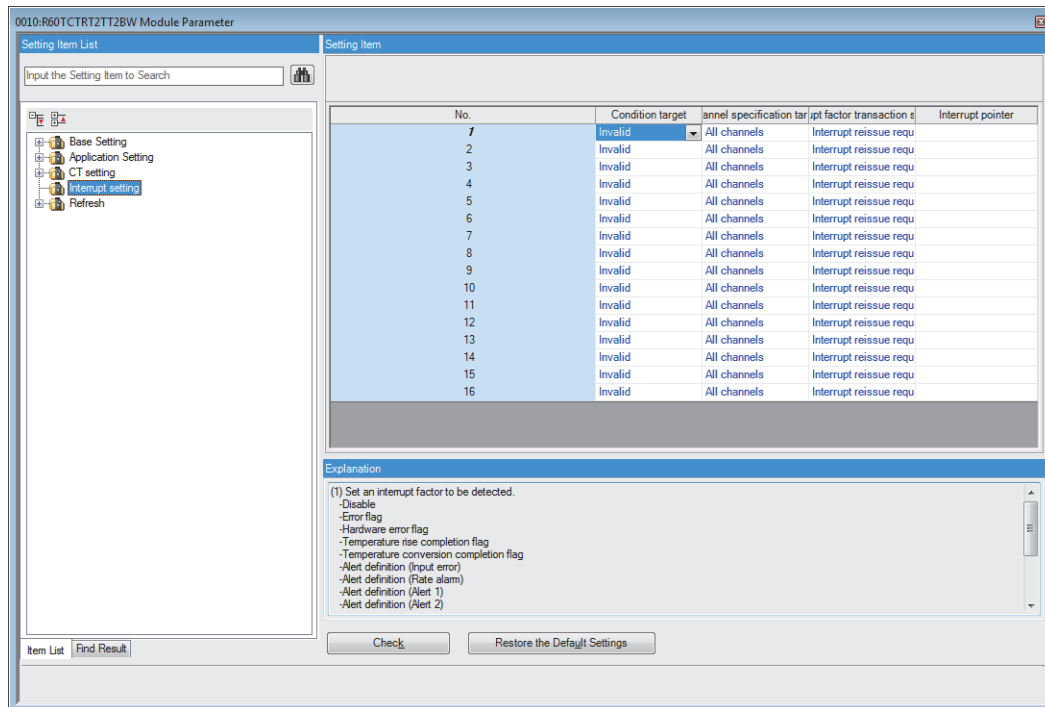 0010:R60TCTRT2TT2BW Module Parameter
Setting Item List
Input the Setting Item to Search
Base Setting
Application Setting
CT setting
Interrupt setting
Refresh
Item List Find Result
Setting Item
No. Condition target annel specification tar upt factor transaction s Interrupt pointer
1 Invalid All channels Interrupt reissue requ
2 Invalid All channels Interrupt reissue requ
3 Invalid All channels Interrupt reissue requ
4 Invalid All channels Interrupt reissue requ
5 Invalid All channels Interrupt reissue requ
6 Invalid All channels Interrupt reissue requ
7 Invalid All channels Interrupt reissue requ
8 Invalid All channels Interrupt reissue requ
9 Invalid All channels Interrupt reissue requ
10 Invalid All channels Interrupt reissue requ
11 Invalid All channels Interrupt reissue requ
12 Invalid All channels Interrupt reissue requ
13 Invalid All channels Interrupt reissue requ
14 Invalid All channels Interrupt reissue requ
15 Invalid All channels Interrupt reissue requ
16 Invalid All channels Interrupt reissue requ
Explanation
(1) Set an interrupt factor to be detected.
-Disable
-Error flag
-Hardware error flag
-Temperature rise completion flag
-Temperature conversion completion flag
-Alert definition (Input error)
-Alert definition (Rate alarm)
-Alert definition (Alert 1)
-Alert definition (Alert 2)
Check Restore the Default Settings